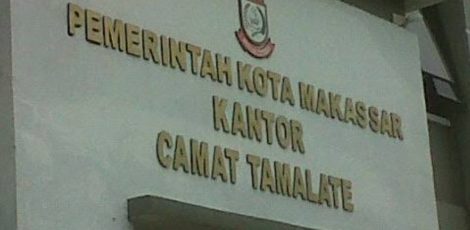 PEMERINTAH KOTA MAKASSAR
KANTOR
CAMAT TAMALATE